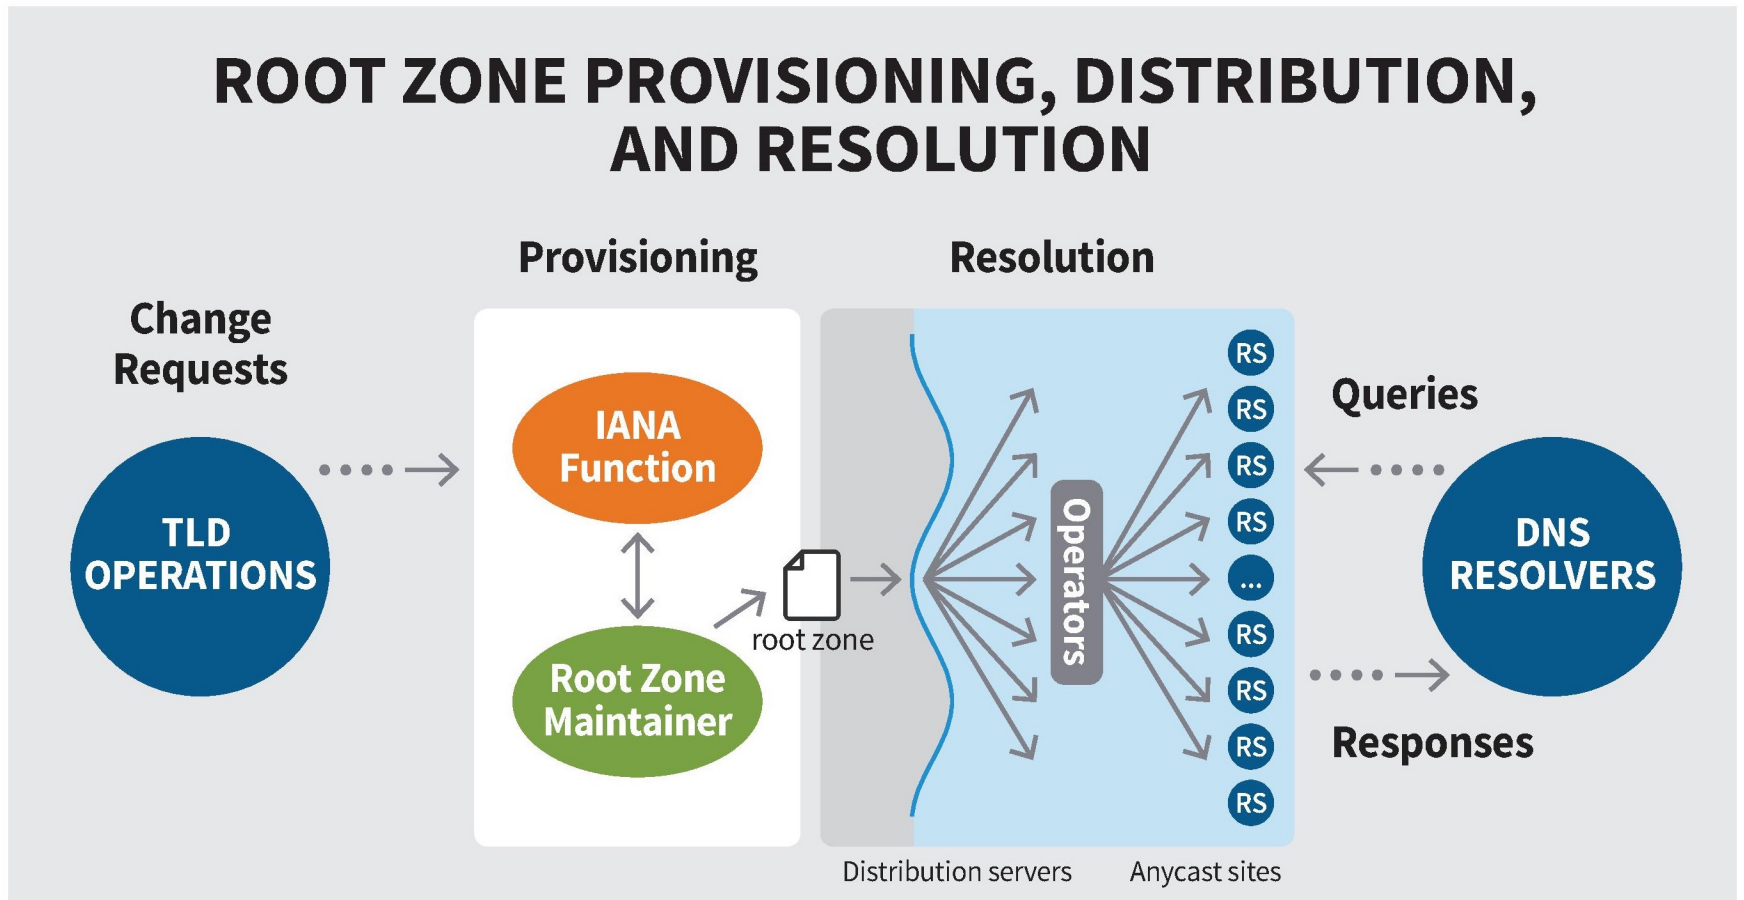 ROOT ZONE PROVISIONING, DISTRIBUTION,
AND RESOLUTION
Provisioning
Resolution
Change
Requests
TLD
OPERATIONS
IANA
Function
Root Zone
Maintainer
root zone
Operators
RS
RS
RS
RS
...
RS
RS
RS
RS
Queries
DNS
RESOLVERS
Responses
Distribution servers
Anycast sites